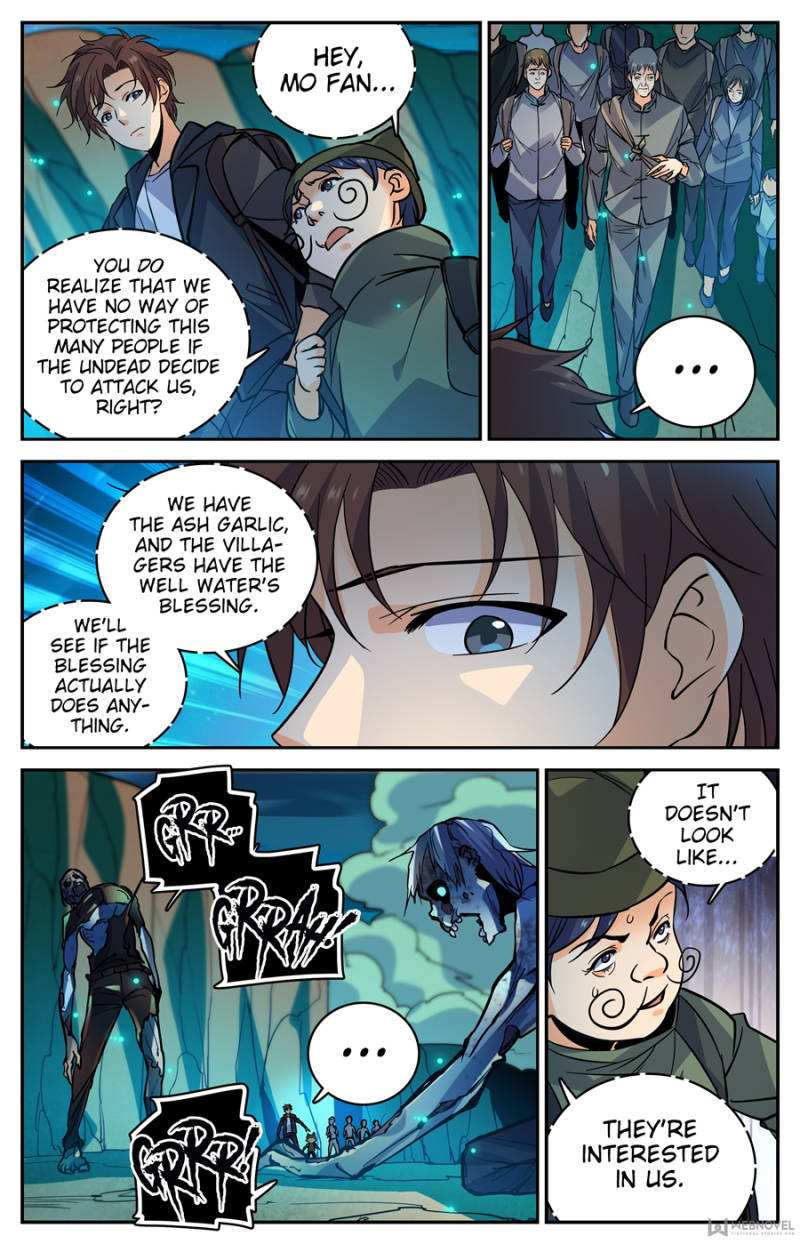 HEY,
MO FAN...
YOU DO
REALIZE THAT WE
HAVE NO WAY OF
PROTECTING THIS
MANY PEOPLE IF
THE UNDEAD DECIDE
TO ATTACK US,
RIGHT?
...
WE HAVE
THE ASH GARLIC,
AND THE VILLA-
GERS HAVE THE
WELL WATER'S
BLESSING.
WE'LL
SEE IF THE
BLESSING
ACTUALLY
DOES ANY-
THING.
GRR...
GRRAH!
...
GRRR!
IT
DOESN'T
LOOK
LIKE...
THEY'RE
INTERESTED
IN US.
WEBNOVEL